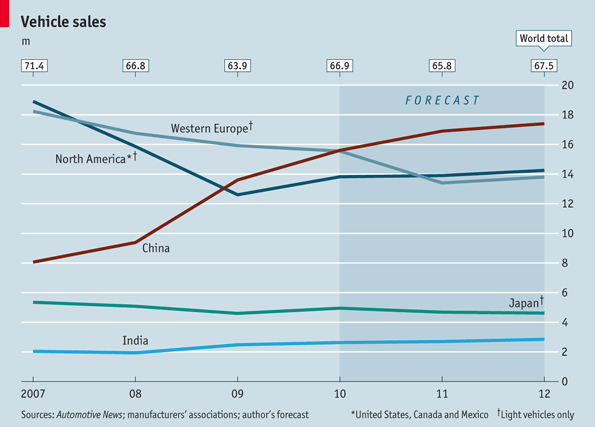 Vehicle sales
m
World total
71.4 66.8 63.9 66.9 65.8 67.5
20
FORECAST
18
Western Europe†
16
North America*†
14
12
10
China
8
6
Japan†
4
India
2
0
2007 08 09 10 11 12
Sources: Automotive News; manufacturers' associations; author's forecast *United States, Canada and Mexico †Light vehicles only